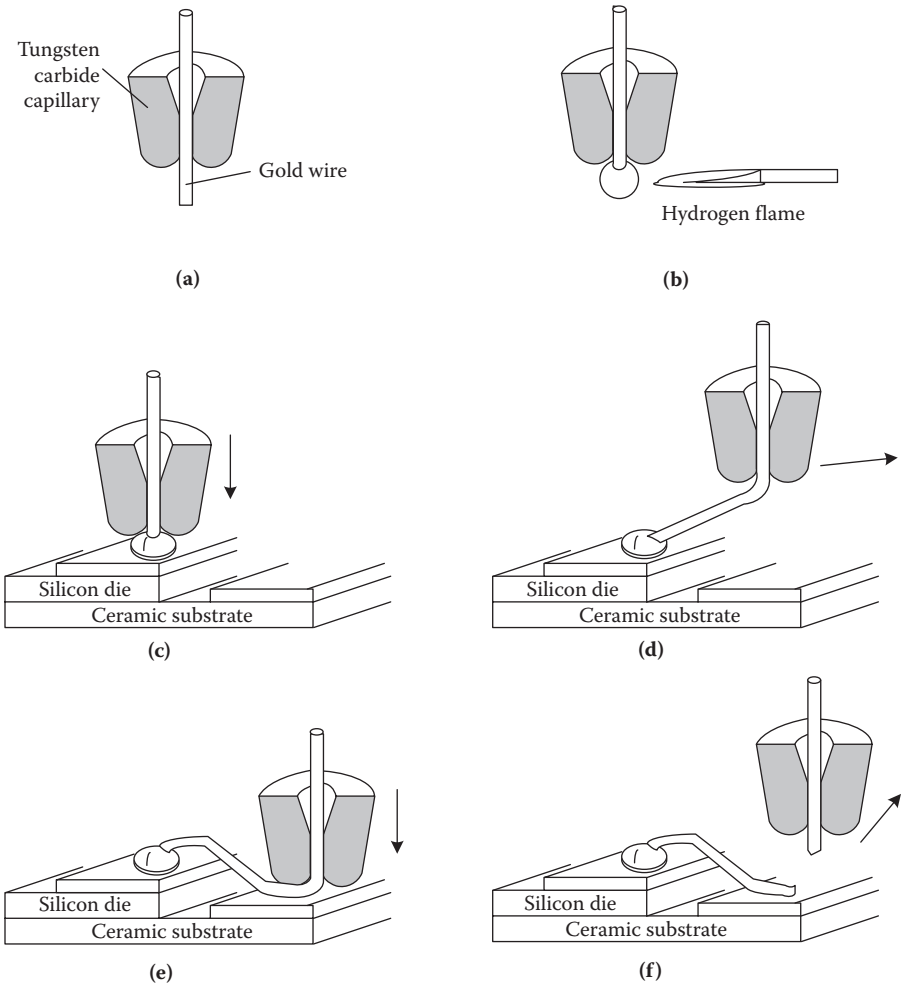 Tungsten
carbide
capillary
Gold wire
(a)
Hydrogen flame
(b)
Silicon die
Ceramic substrate
(c)
Silicon die
Ceramic substrate
(d)
Silicon die
Ceramic substrate
(e)
Silicon die
Ceramic substrate
(f)